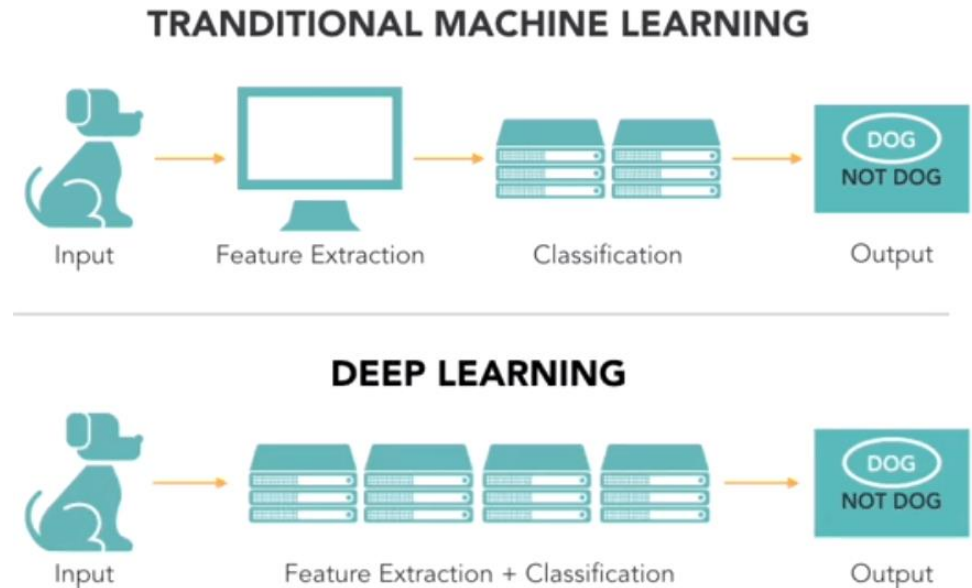 TRANDITIONAL MACHINE LEARNING
DOG
NOT DOG
Input
Feature Extraction
Classification
Output
DEEP LEARNING
DOG
NOT DOG
Input
Feature Extraction + Classification
Output